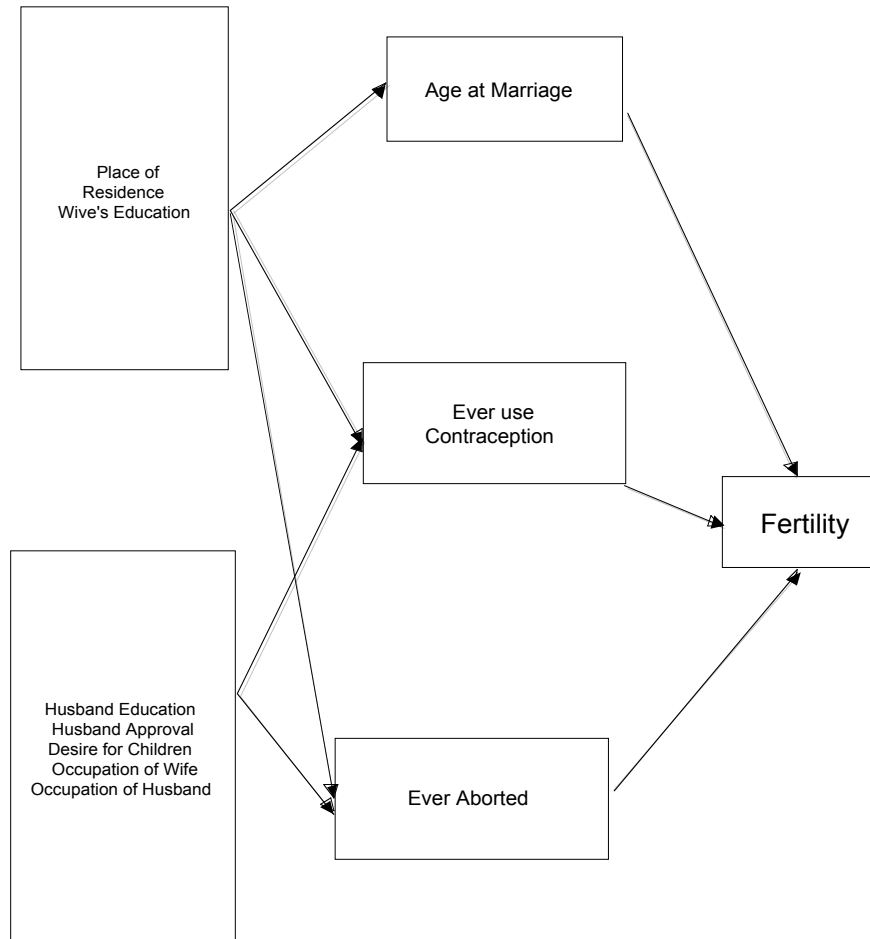 Age at Marriage
Place of
Residence
Wive's Education
Ever use
Contraception
Fertility
Husband Education
Husband Approval
Desire for Children
Occupation of Wife
Occupation of Husband
Ever Aborted